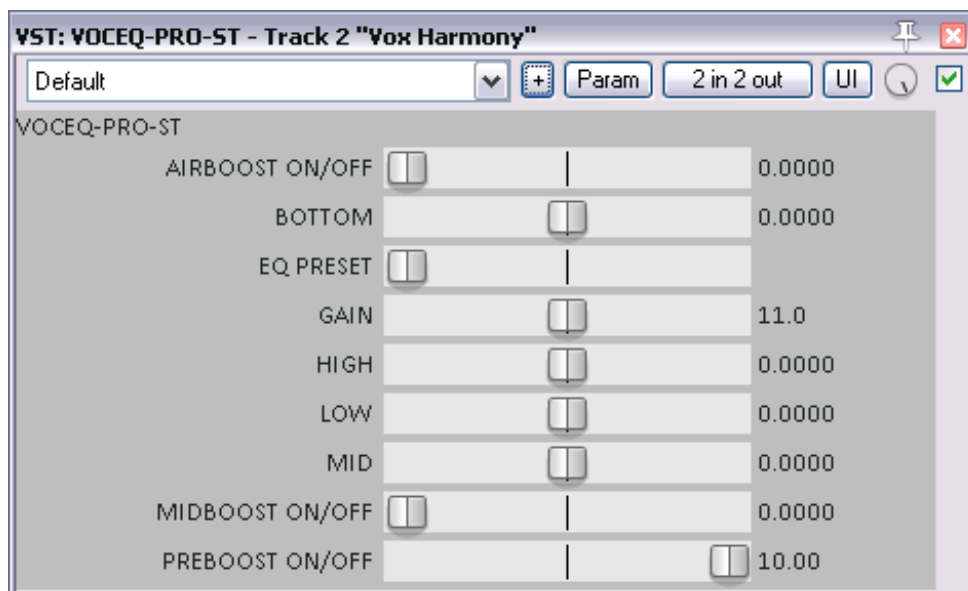 VST: VOCEQ-PRO-ST - Track 2 "Vox Harmony"
Default + Param 2 in 2 out UI
VOCEQ-PRO-ST
AIRBOOST ON/OFF 0.0000
BOTTOM 0.0000
EQ PRESET
GAIN 11.0
HIGH 0.0000
LOW 0.0000
MID 0.0000
MIDBOOST ON/OFF 0.0000
PREBOOST ON/OFF 10.00